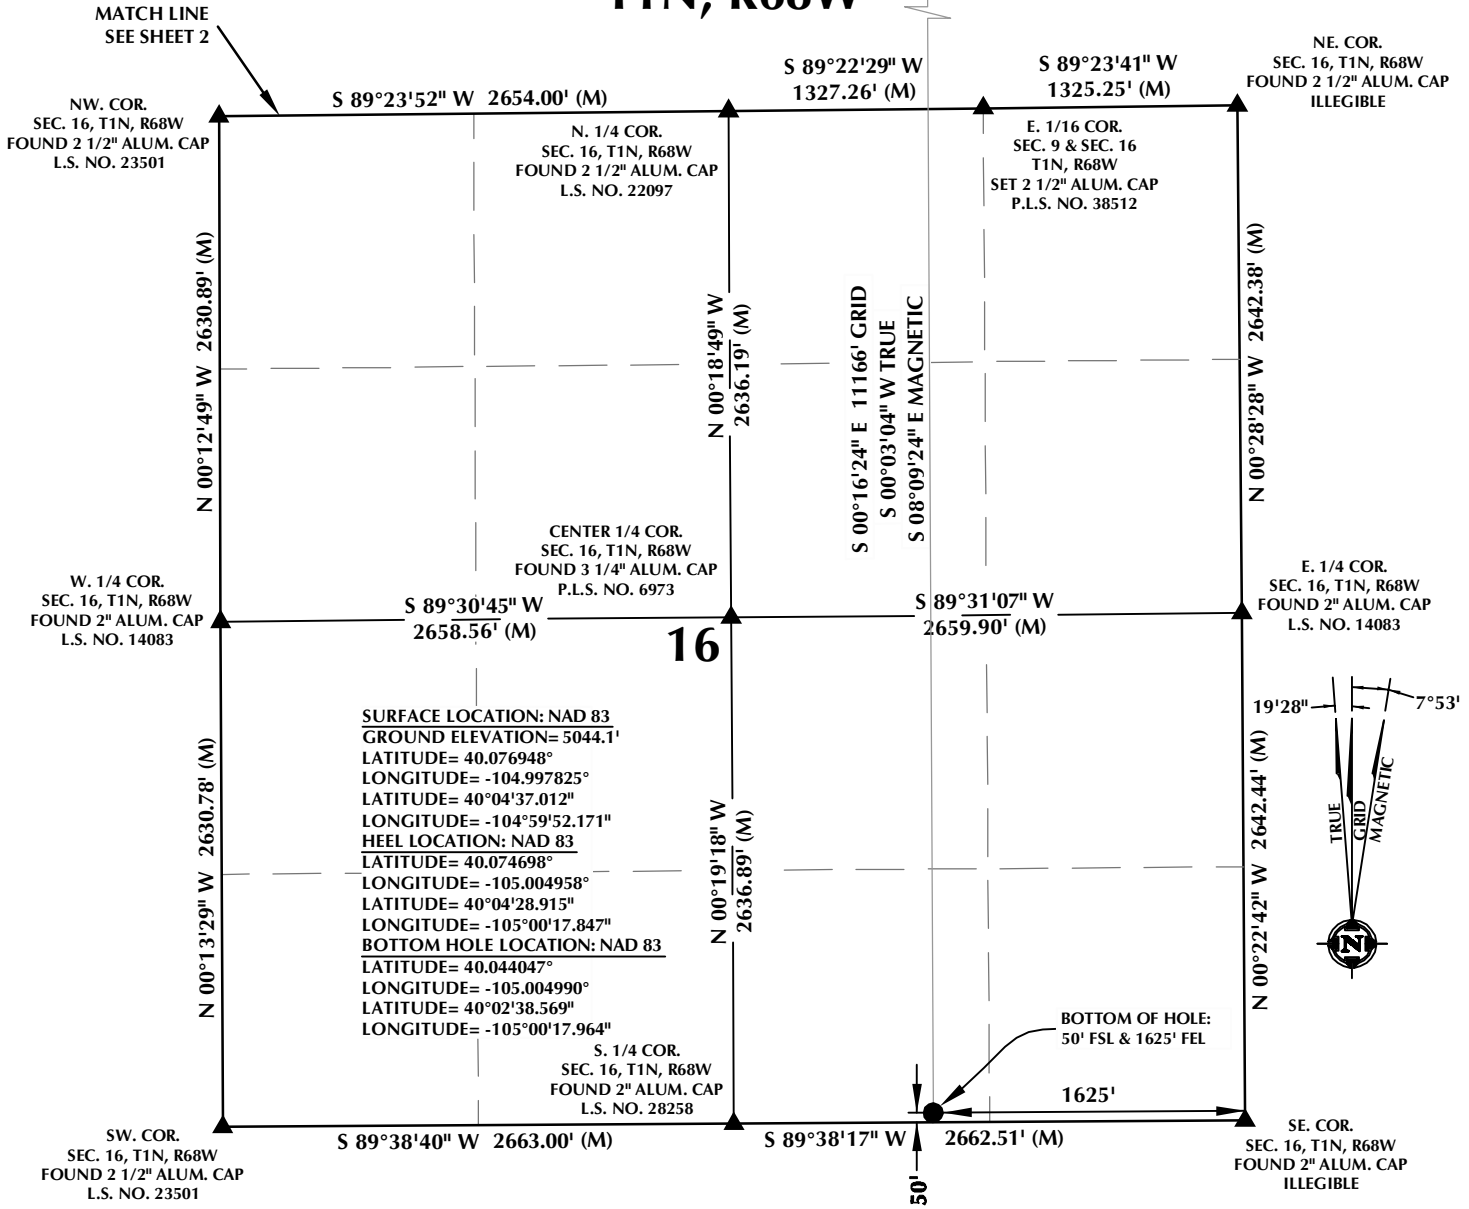 T1N, R68W
MATCH LINE
SEE SHEET 2
NW. COR.
SEC. 16, T1N, R68W
FOUND 2 1/2" ALUM. CAP
L.S. NO. 23501
S 89°23'52" W 2654.00' (M)
N. 1/4 COR.
SEC. 16, T1N, R68W
FOUND 2 1/2" ALUM. CAP
L.S. NO. 22097
S 89°22'29" W
1327.26' (M)
S 89°23'41" W
1325.25' (M)
E. 1/16 COR.
SEC. 9 & SEC. 16
T1N, R68W
SET 2 1/2" ALUM. CAP
P.L.S. NO. 38512
NE. COR.
SEC. 16, T1N, R68W
FOUND 2 1/2" ALUM. CAP
ILLEGIBLE
N 00°12'49" W 2630.89' (M)
N 00°18'49" W
2636.19' (M)
S 00°16'24" E 11166' GRID
S 00°03'04" W TRUE
S 08°09'24" E MAGNETIC
N 00°28'28" W 2642.38' (M)
CENTER 1/4 COR.
SEC. 16, T1N, R68W
FOUND 3 1/4" ALUM. CAP
P.L.S. NO. 6973
W. 1/4 COR.
SEC. 16, T1N, R68W
FOUND 2" ALUM. CAP
L.S. NO. 14083
S 89°30'45" W
2658.56' (M)
16
S 89°31'07" W
2659.90' (M)
E. 1/4 COR.
SEC. 16, T1N, R68W
FOUND 2" ALUM. CAP
L.S. NO. 14083
SURFACE LOCATION: NAD 83
GROUND ELEVATION= 5044.1'
LATITUDE= 40.076948°
LONGITUDE= -104.997825°
LATITUDE= 40°04'37.012"
LONGITUDE= -104°59'52.171"
HEEL LOCATION: NAD 83
LATITUDE= 40.074698°
LONGITUDE= -105.004958°
LATITUDE= 40°04'28.915"
LONGITUDE= -105°00'17.847"
BOTTOM HOLE LOCATION: NAD 83
LATITUDE= 40.044047°
LONGITUDE= -105.004990°
LATITUDE= 40°02'38.569"
LONGITUDE= -105°00'17.964"
N 00°13'29" W 2630.78' (M)
N 00°19'18" W
2636.89' (M)
N 00°22'42" W 2642.44' (M)
19'28"
7°53'
TRUE
GRID
MAGNETIC
N
BOTTOM OF HOLE:
50' FSL & 1625' FEL
1625'
S. 1/4 COR.
SEC. 16, T1N, R68W
FOUND 2" ALUM. CAP
L.S. NO. 28258
SW. COR.
SEC. 16, T1N, R68W
FOUND 2 1/2" ALUM. CAP
L.S. NO. 23501
S 89°38'40" W 2663.00' (M)
S 89°38'17" W 2662.51' (M)
50'
SE. COR.
SEC. 16, T1N, R68W
FOUND 2" ALUM. CAP
ILLEGIBLE